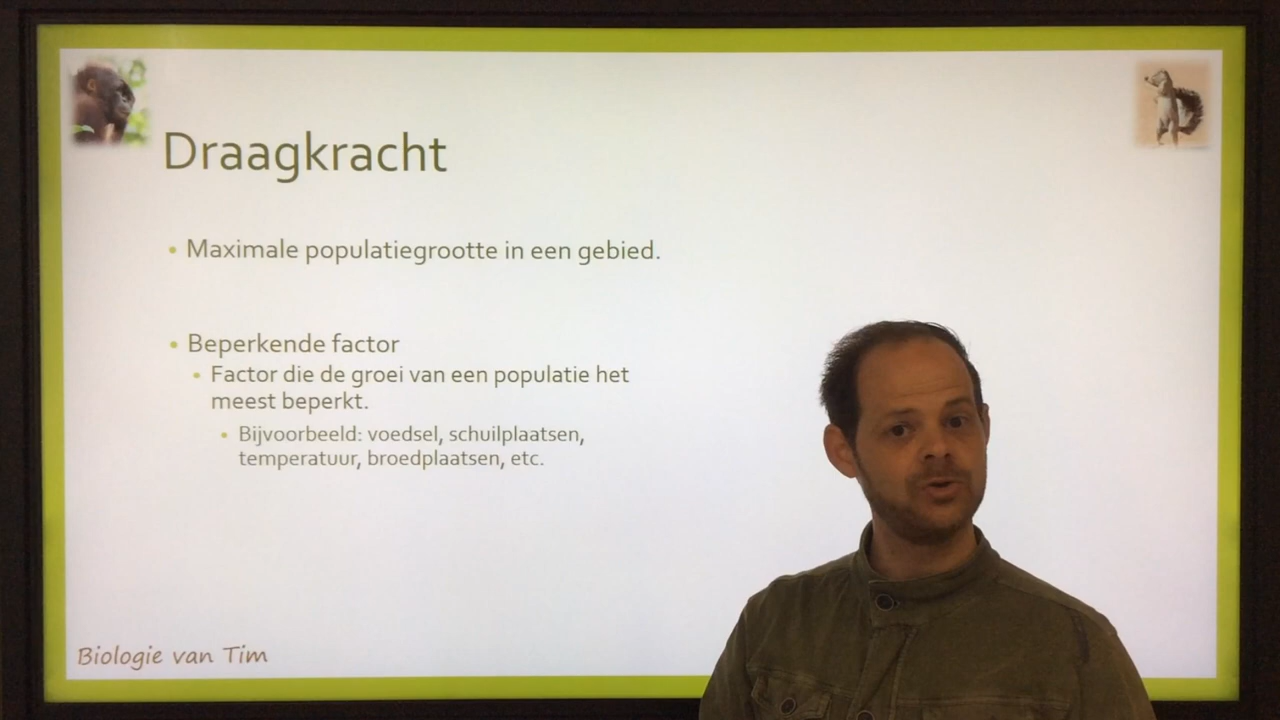 Draagkracht
• Maximale populatiegrootte in een gebied.
• Beperkende factor
• Factor die de groei van een populatie het
meest beperkt.
• Bijvoorbeeld: voedsel, schuilplaatsen,
temperatuur, broedplaatsen, etc.
Biologie van Tim